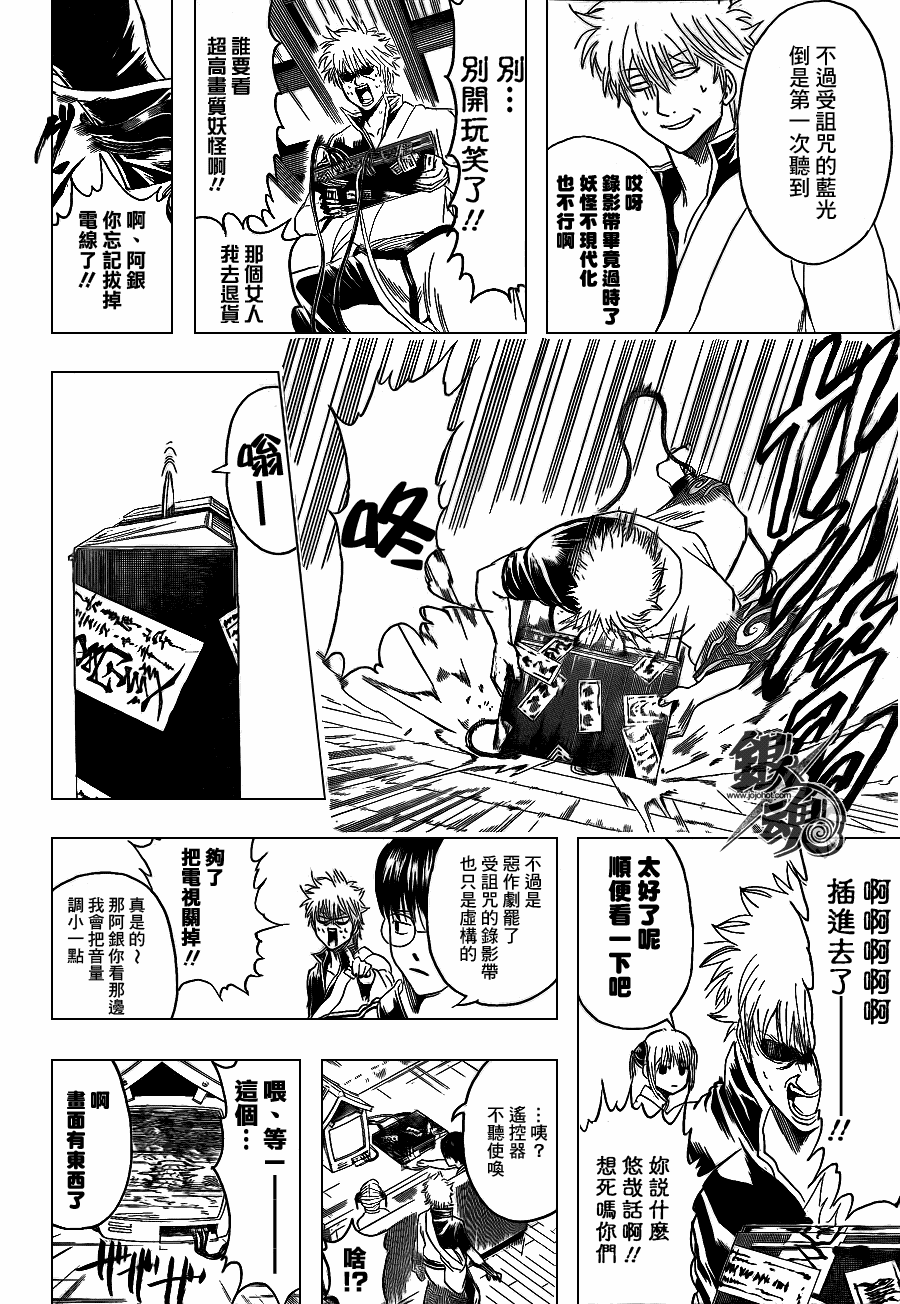 不過受詛咒的藍光
倒是第一次聽到
哎呀
錄影帶畢竟過時了
妖怪不現代化
也不行啊
別…
別開玩笑了!!
誰要看
超高畫質妖怪啊!!
那個女人
我去退貨
啊、阿銀
你忘記拔掉
電線了!!
咚
嗡—
銀魂
www.jojohot.com
啊啊啊啊啊
插進去了——!!
太好了呢
順便看一下吧
妳說什麼
悠哉話啊!!
想死嗎你們
不過是
惡作劇罷了
受詛咒的錄影帶
也只是虛構的
夠了
把電視關掉!!
真是的~
那阿銀你看那邊
我會把音量
調小一點
…咦?
遙控器
不聽使喚
啥!?
喂、等一——
這個…
啊
畫面有東西了